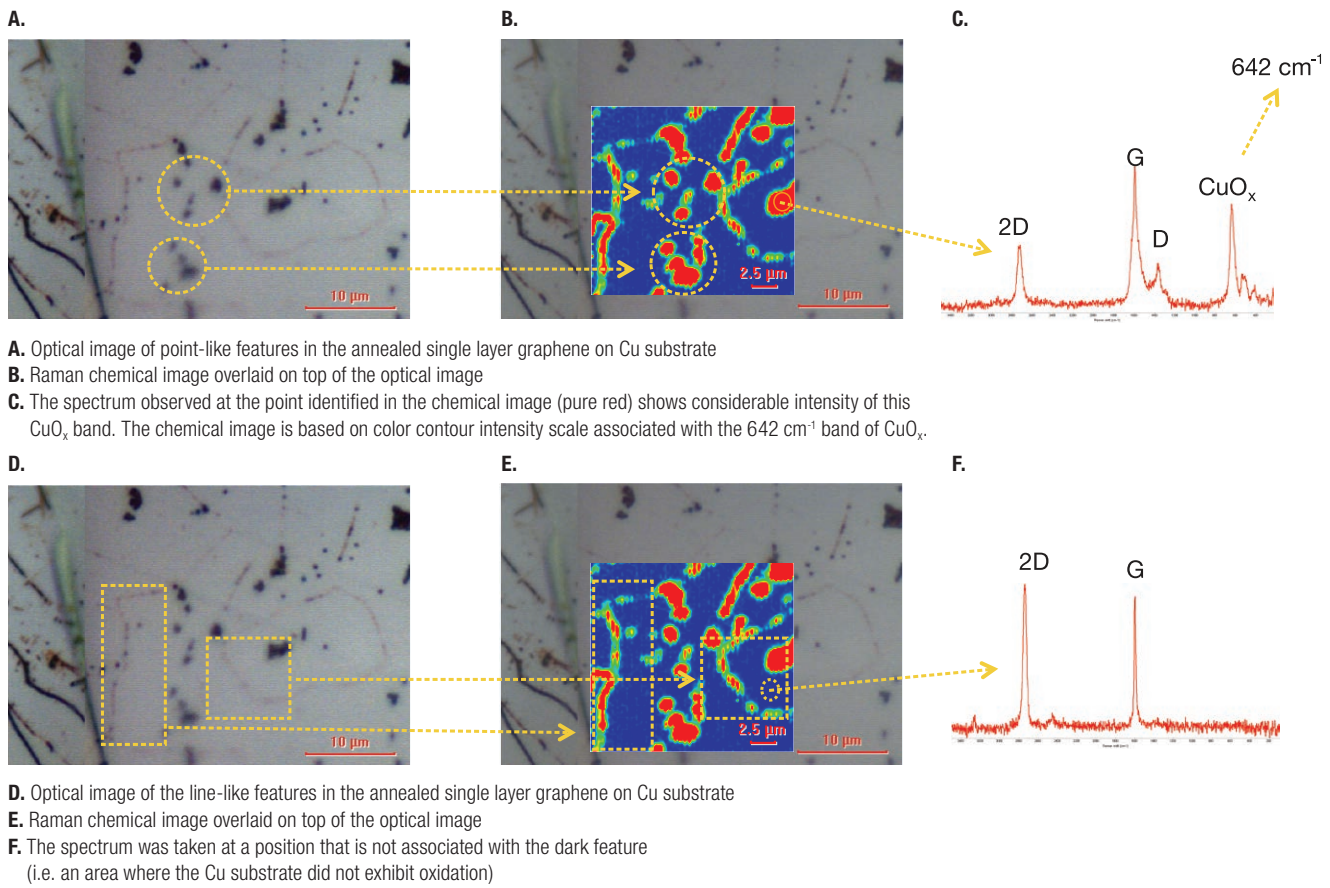 A.
B.
C.
10 µm
2.5 µm
10 µm
642 cm⁻¹
2D
G
D
CuOₓ
A. Optical image of point-like features in the annealed single layer graphene on Cu substrate
B. Raman chemical image overlaid on top of the optical image
C. The spectrum observed at the point identified in the chemical image (pure red) shows considerable intensity of this
CuOₓ band. The chemical image is based on color contour intensity scale associated with the 642 cm⁻¹ band of CuOₓ.
D.
E.
F.
10 µm
2.5 µm
10 µm
2D
G
D. Optical image of the line-like features in the annealed single layer graphene on Cu substrate
E. Raman chemical image overlaid on top of the optical image
F. The spectrum was taken at a position that is not associated with the dark feature
(i.e. an area where the Cu substrate did not exhibit oxidation)